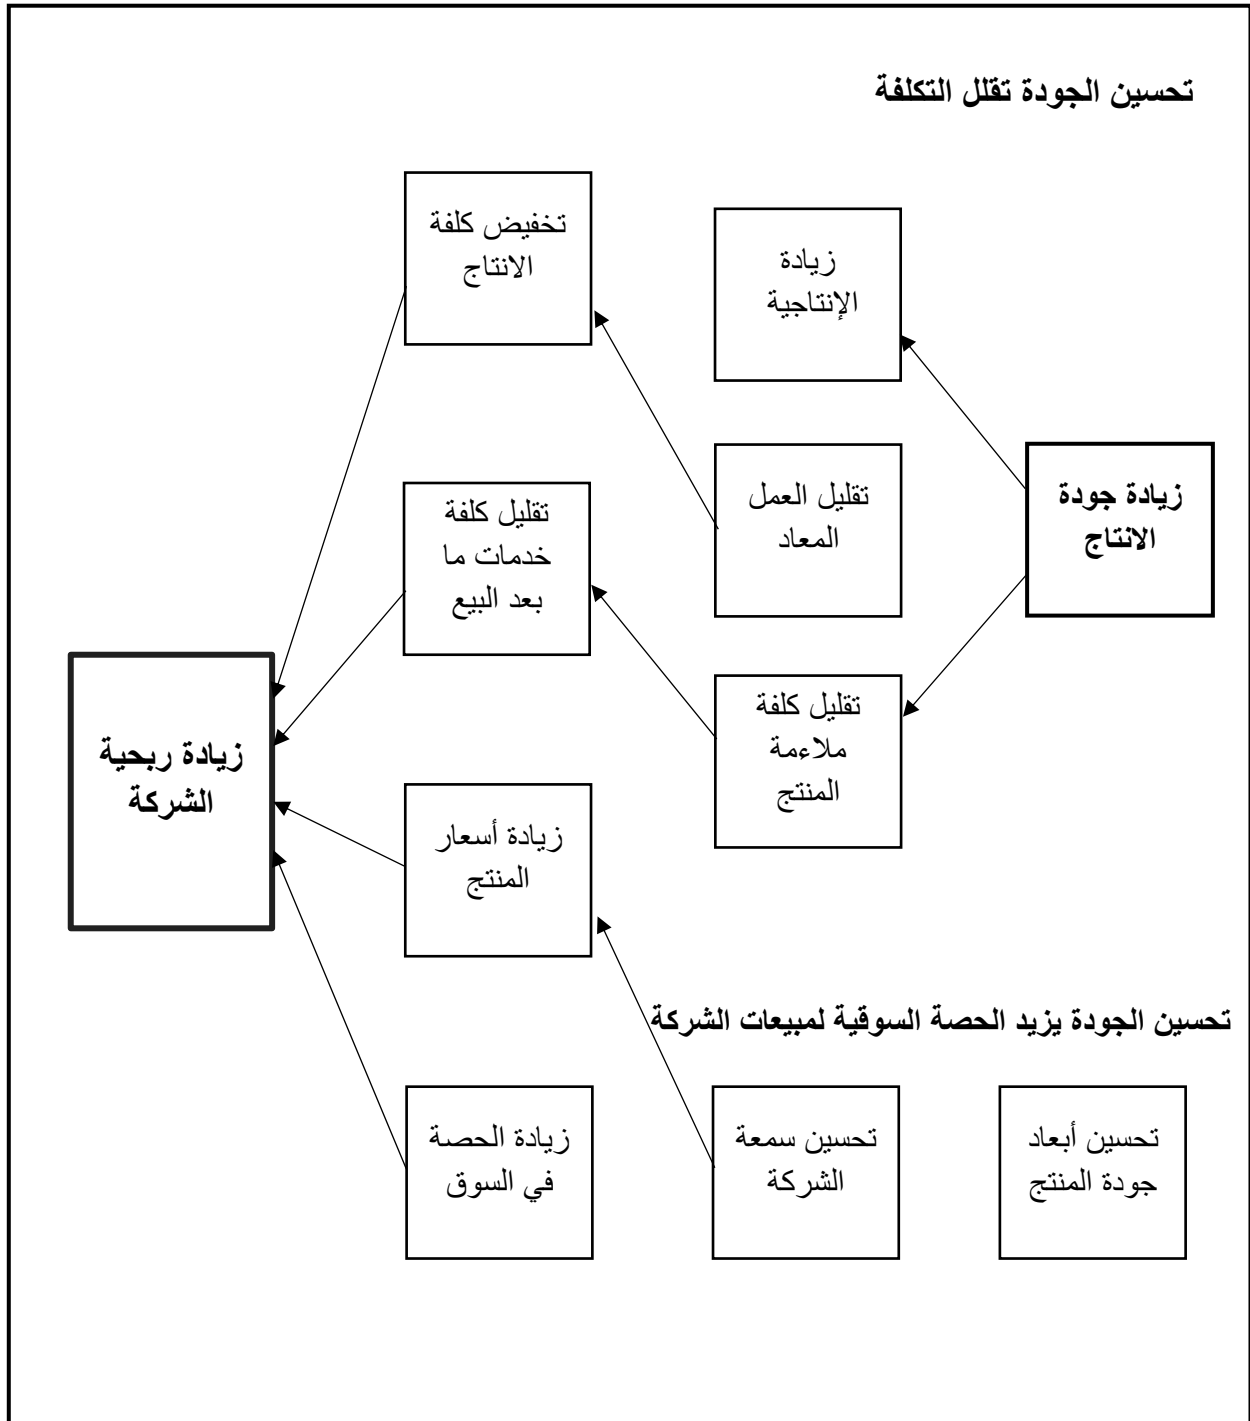 تحسين الجودة تقلل التكلفة
زيادة جودة
الانتاج
زيادة
الإنتاجية
تقليل العمل
المعاد
تقليل كلفة
ملاءمة
المنتج
تخفيض كلفة
الانتاج
تقليل كلفة
خدمات ما
بعد البيع
زيادة أسعار
المنتج
زيادة ربحية
الشركة
تحسين الجودة يزيد الحصة السوقية لمبيعات الشركة
تحسين أبعاد
جودة المنتج
تحسين سمعة
الشركة
زيادة الحصة
في السوق